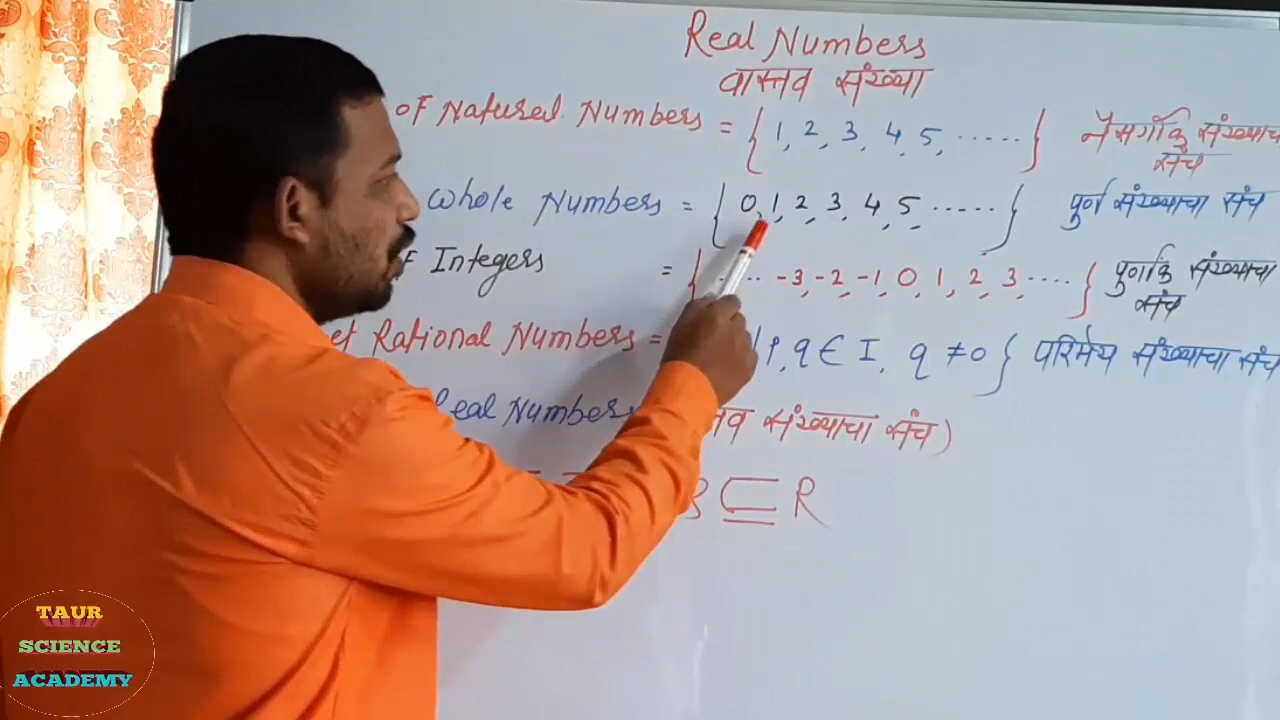 Real Numbers
वास्तव संख्या
of Natural Numbers = { 1, 2, 3, 4, 5, ..... } नैसर्गीक संख्याच
संच
Whole Numbers = { 0, 1, 2, 3, 4, 5, ..... } पुर्ण संख्याचा संच
Integers = { .... -3, -2, -1, 0, 1, 2, 3, .... } पुर्णांक संख्याचा
संच
et Rational Numbers = p, q ∈ I, q ≠ 0 } परिमेय संख्याचा संच
eal Numbers तव संख्याचा संच )
⊆ R
TAUR
SCIENCE
ACADEMY